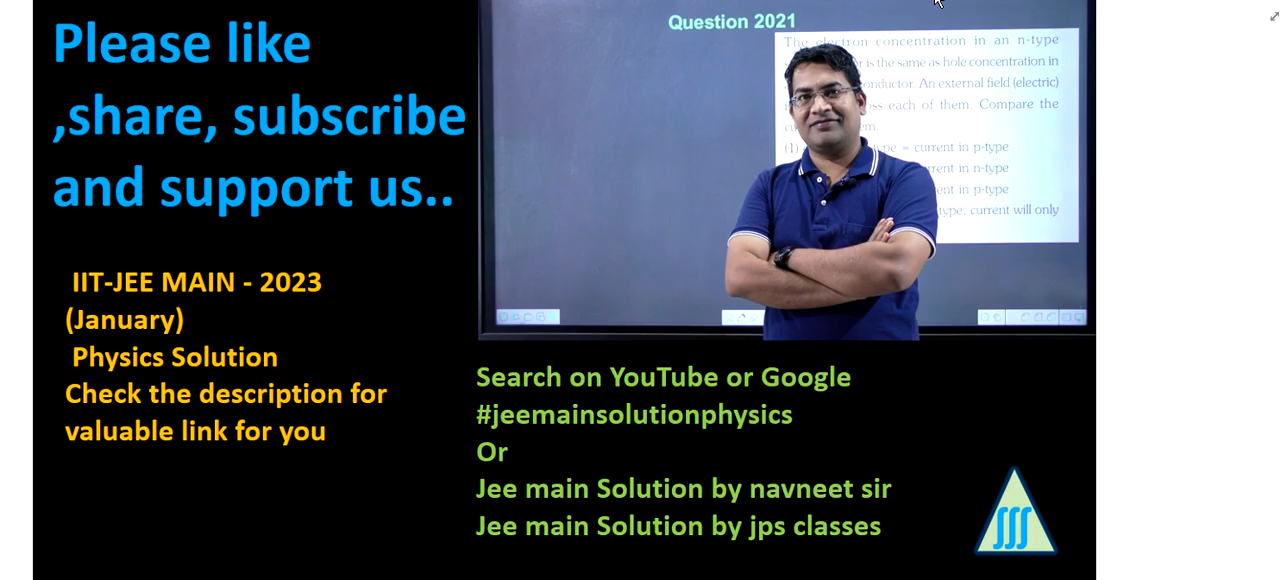 Please like
,share, subscribe
and support us..
IIT-JEE MAIN - 2023
(January)
Physics Solution
Check the description for
valuable link for you
Question 2021
The electron concentration in an n-type
is the same as hole concentration in
An external field (electric)
each of them. Compare the
(1) = current in p-type
in n-type
in p-type
type, current will only
Search on YouTube or Google
#jeemainsolutionphysics
Or
Jee main Solution by navneet sir
Jee main Solution by jps classes